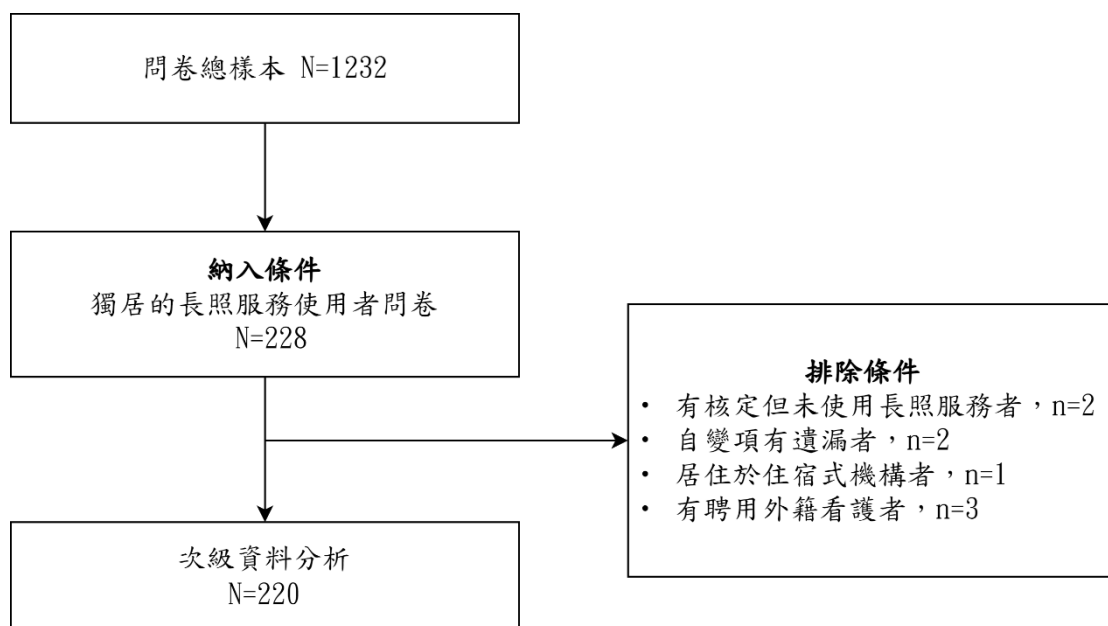 問卷總樣本 N=1232
納入條件
獨居的長照服務使用者問卷
N=228
排除條件
• 有核定但未使用長照服務者，n=2
• 自變項有遺漏者，n=2
• 居住於住宿式機構者，n=1
• 有聘用外籍看護者，n=3
次級資料分析
N=220